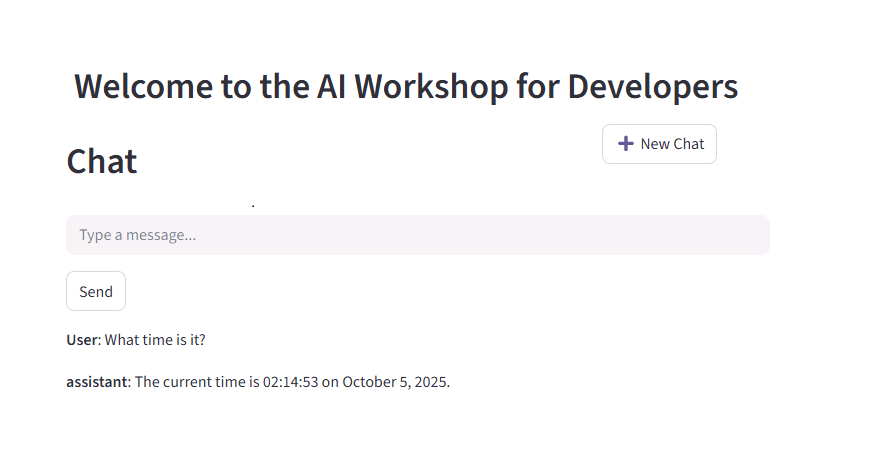 Welcome to the AI Workshop for Developers
Chat
New Chat
Type a message...
Send
User: What time is it?
assistant: The current time is 02:14:53 on October 5, 2025.